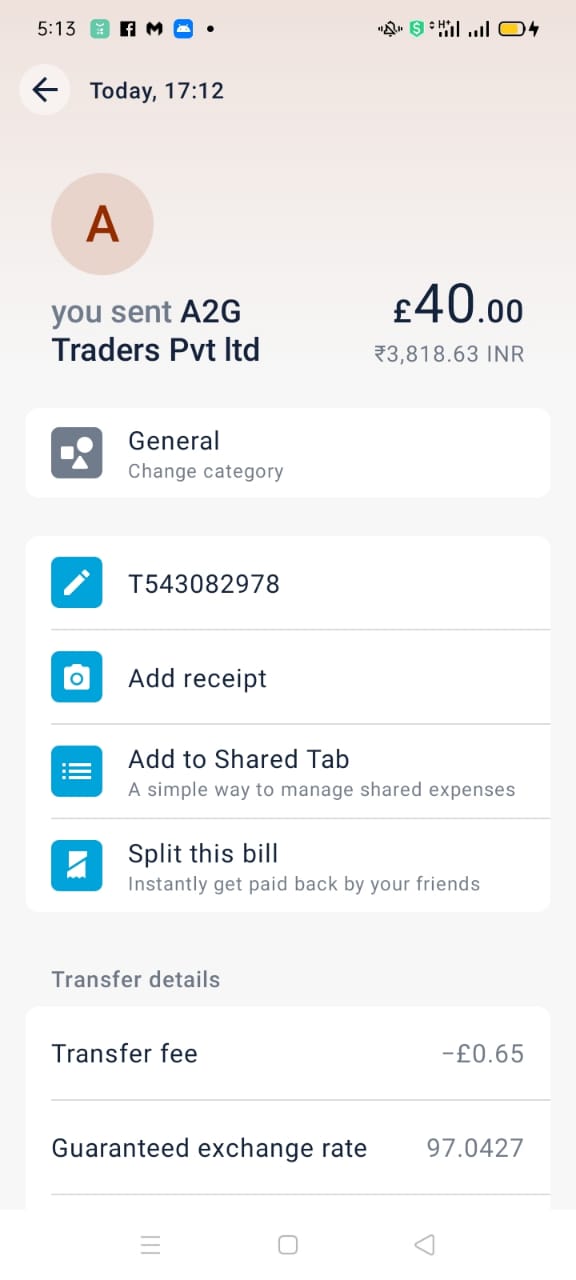 5:13
Today, 17:12
A
you sent A2G
Traders Pvt ltd
£40.00
₹3,818.63 INR
General
Change category
T543082978
Add receipt
Add to Shared Tab
A simple way to manage shared expenses
Split this bill
Instantly get paid back by your friends
Transfer details
Transfer fee
-£0.65
Guaranteed exchange rate
97.0427